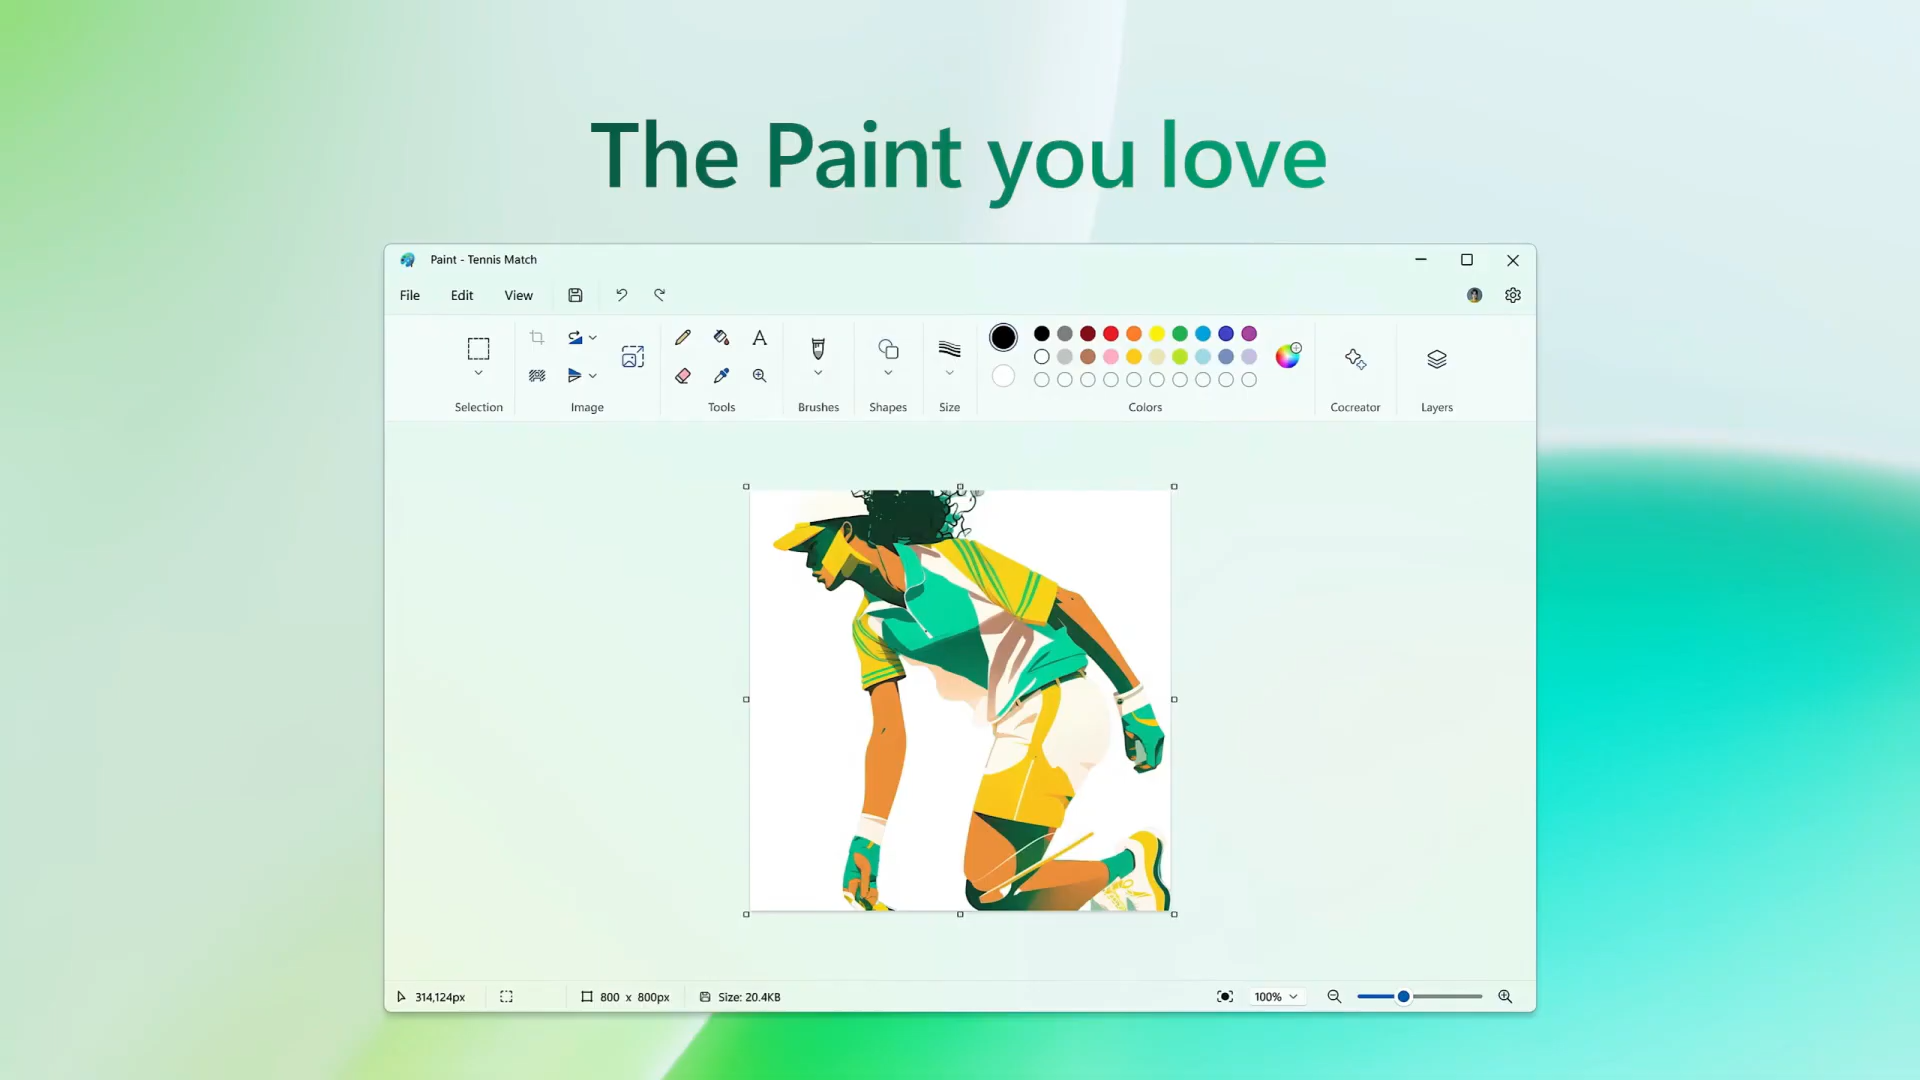 The Paint you love
Paint - Tennis Match
File Edit View
A
Selection Image Tools Brushes Shapes Size Colors Cocreator Layers
314,124px 800 x 800px Size: 20.4KB 100%